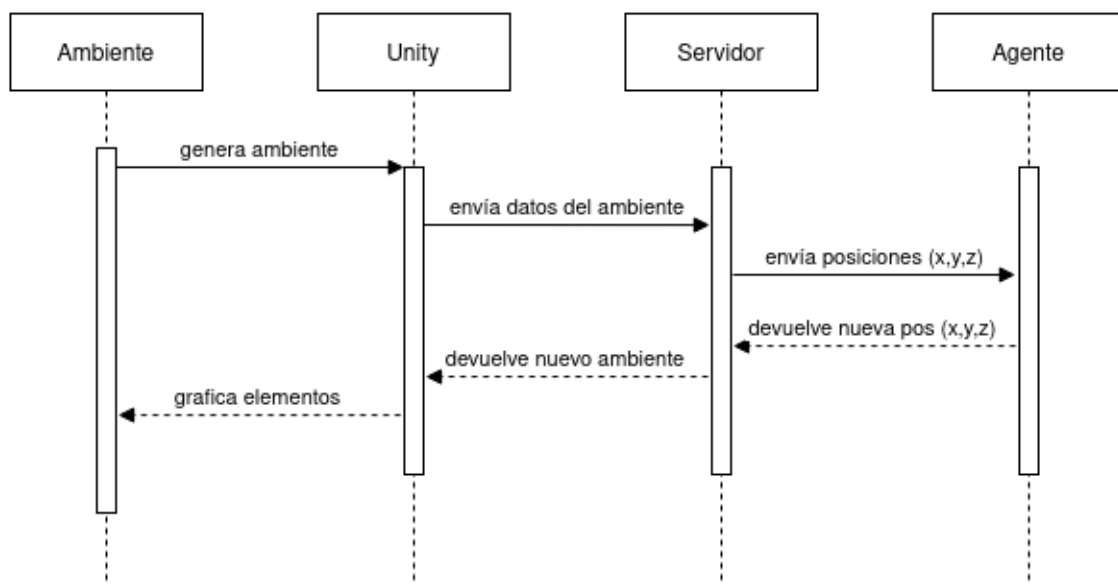 Ambiente
Unity
Servidor
Agente
genera ambiente
envía datos del ambiente
envía posiciones (x,y,z)
devuelve nueva pos (x,y,z)
devuelve nuevo ambiente
grafica elementos